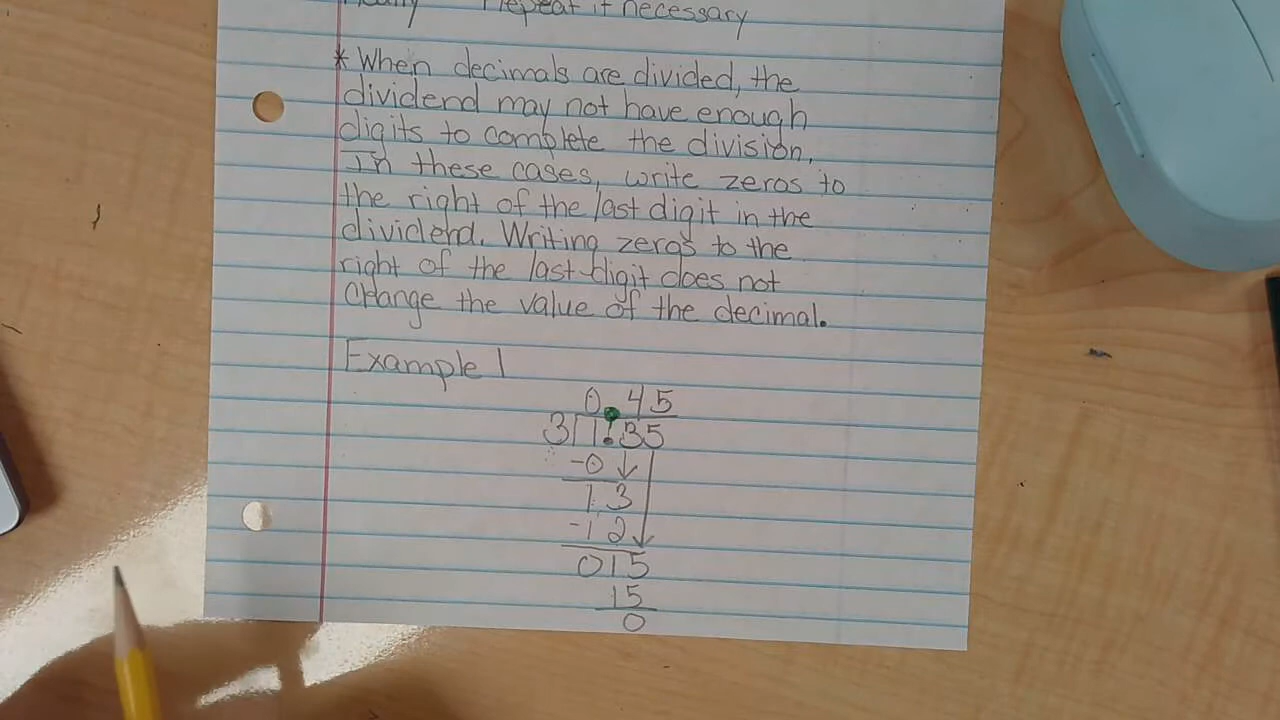 Repeat if necessary
* When decimals are divided, the
dividend may not have enough
digits to complete the division.
In these cases, write zeros to
the right of the last digit in the
dividend. Writing zeros to the
right of the last digit does not
change the value of the decimal.
Example 1
0.45
3 1.35
-0
13
-12
015
15
0